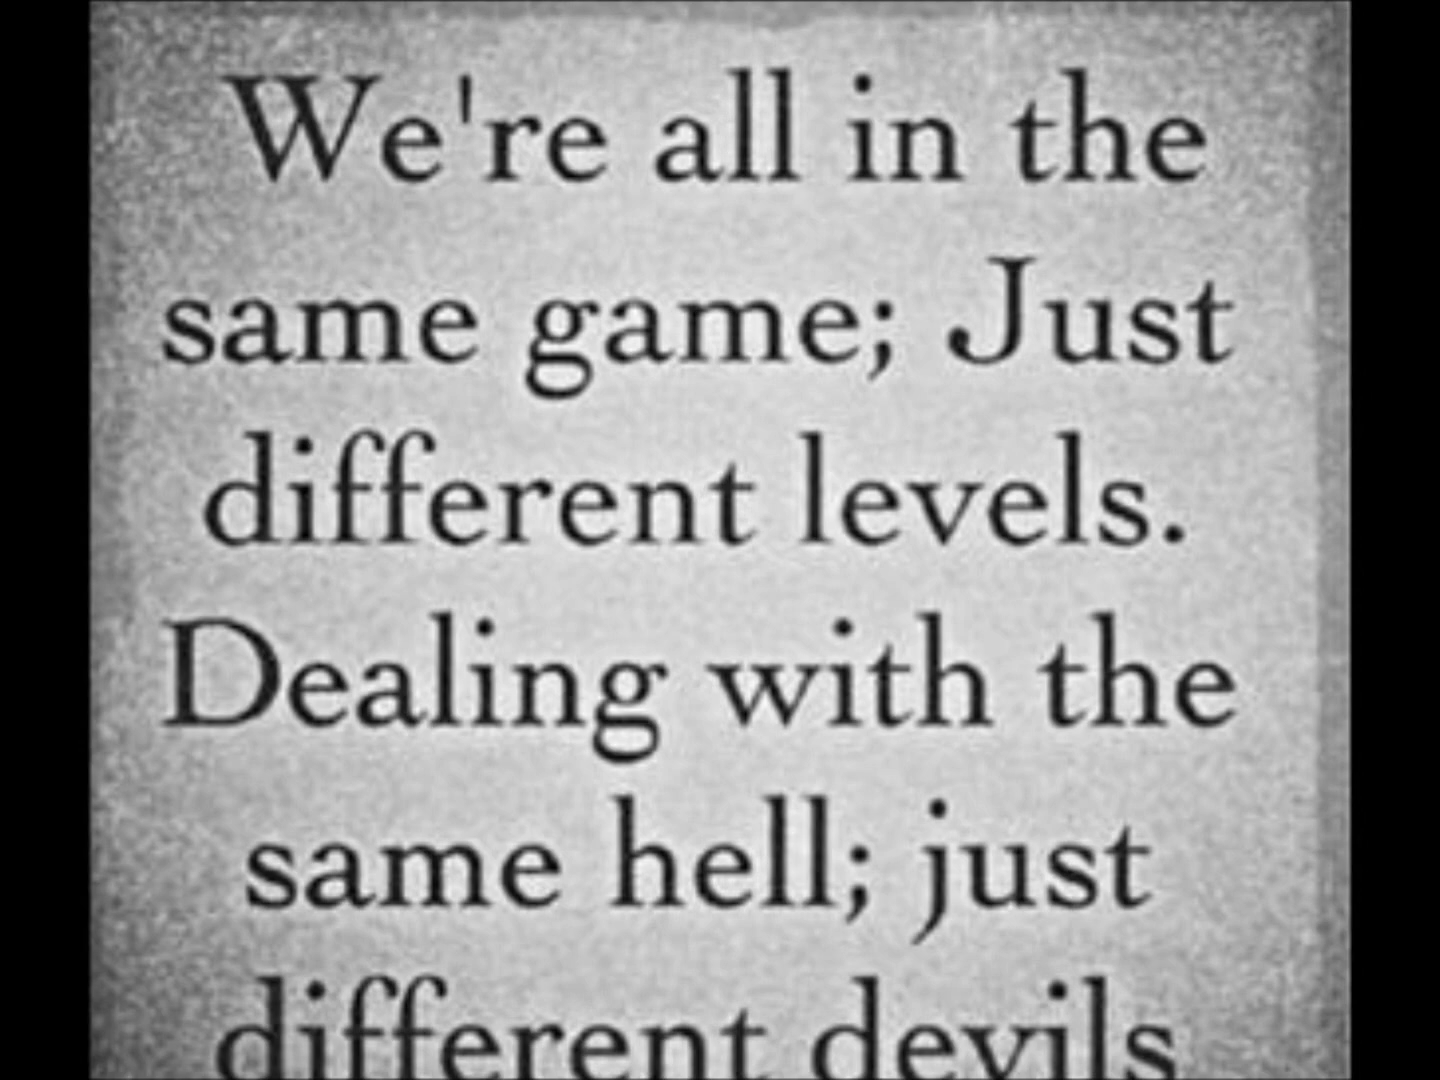 We're all in the
same game; Just
different levels.
Dealing with the
same hell; just
different devils